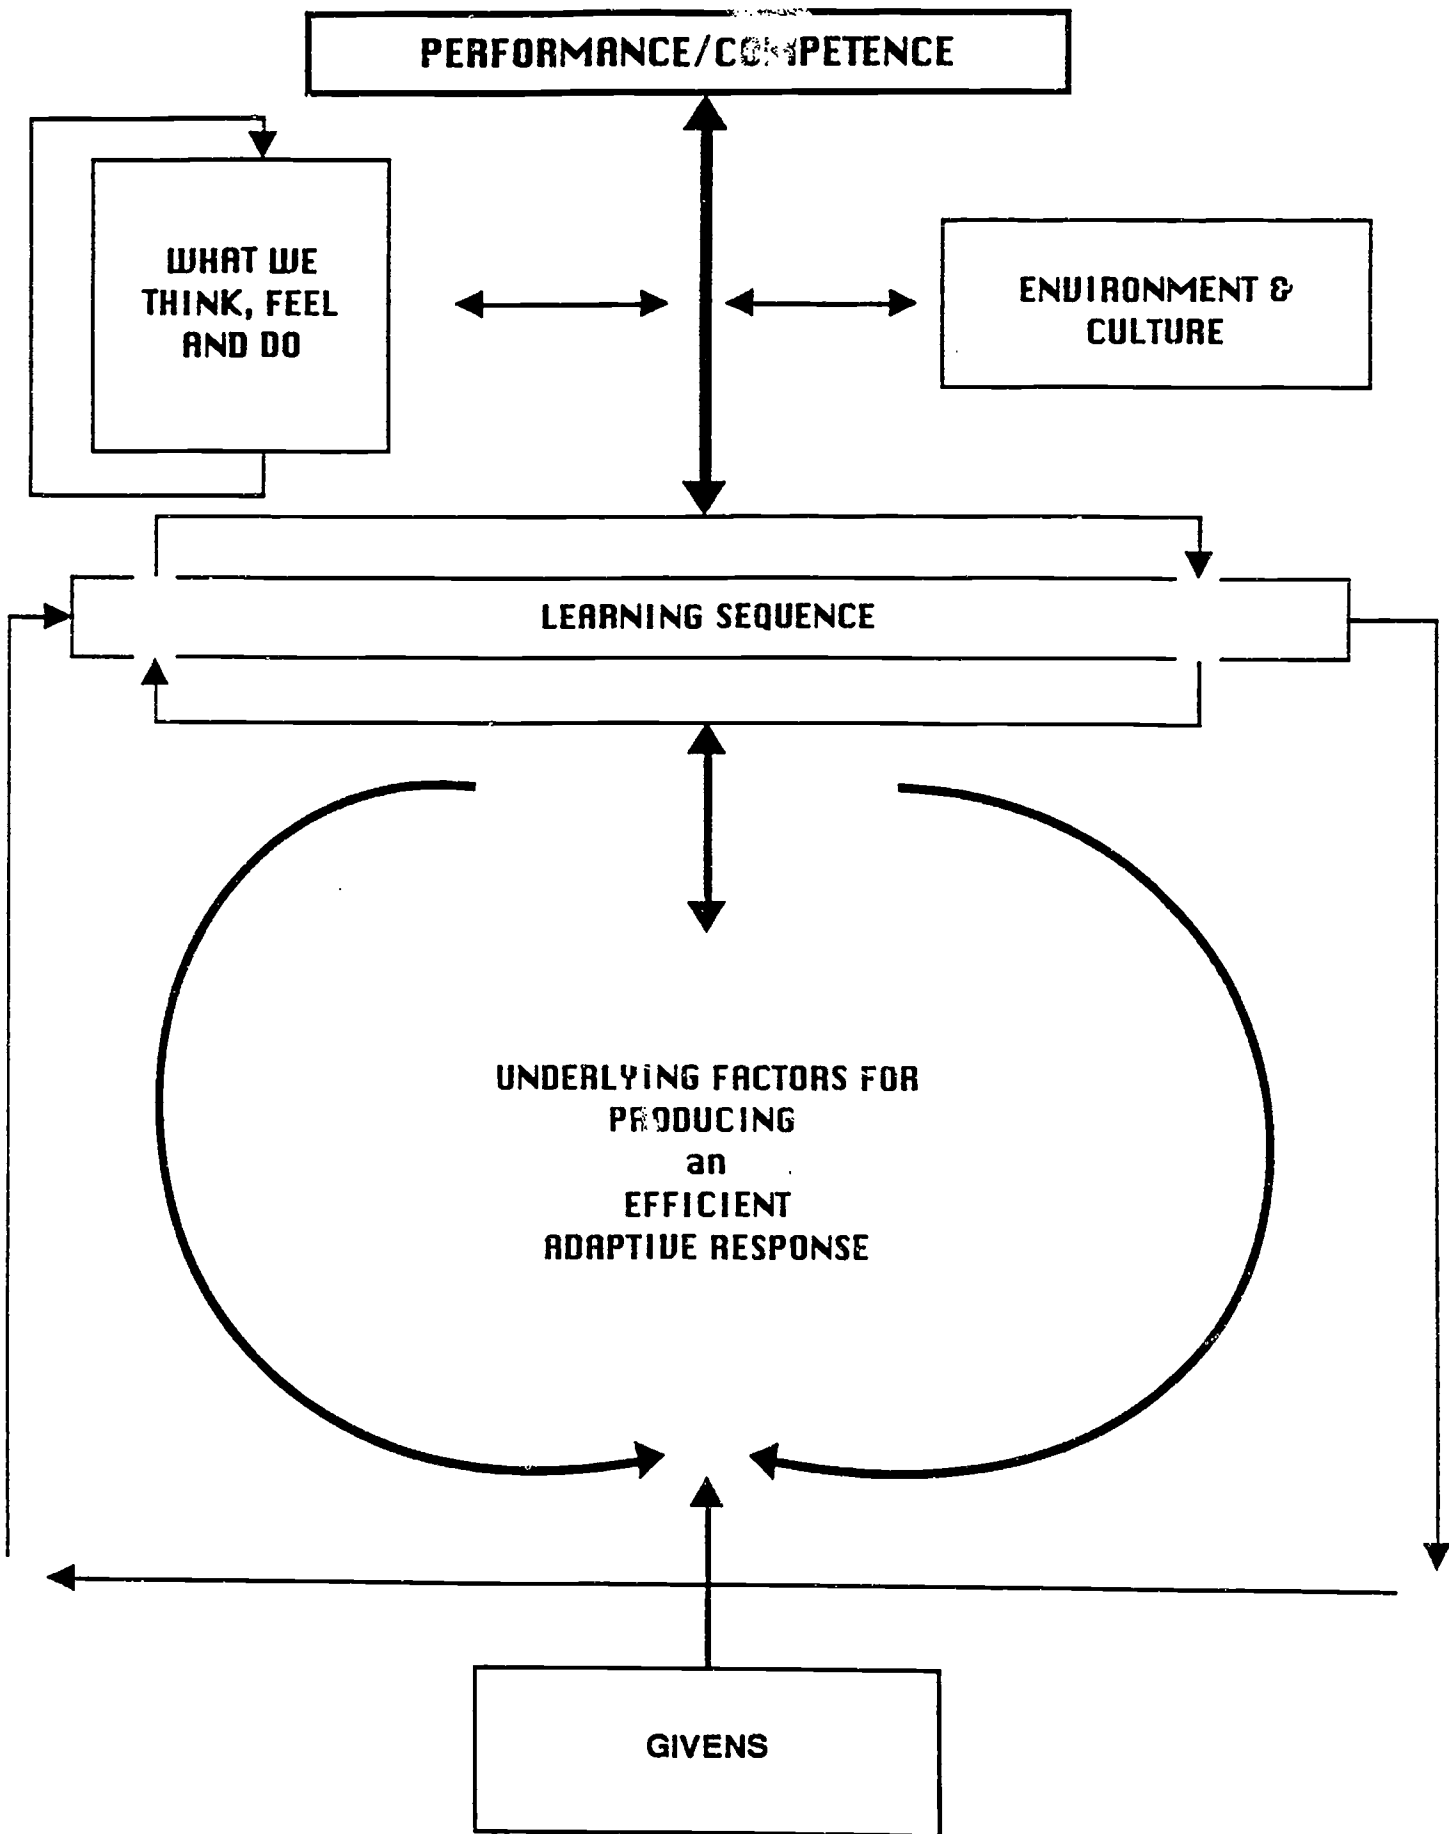 PERFORMANCE/COMPETENCE
WHAT WE
THINK, FEEL
AND DO
ENVIRONMENT &
CULTURE
LEARNING SEQUENCE
UNDERLYING FACTORS FOR
PRODUCING
an
EFFICIENT
ADAPTIVE RESPONSE
GIVENS